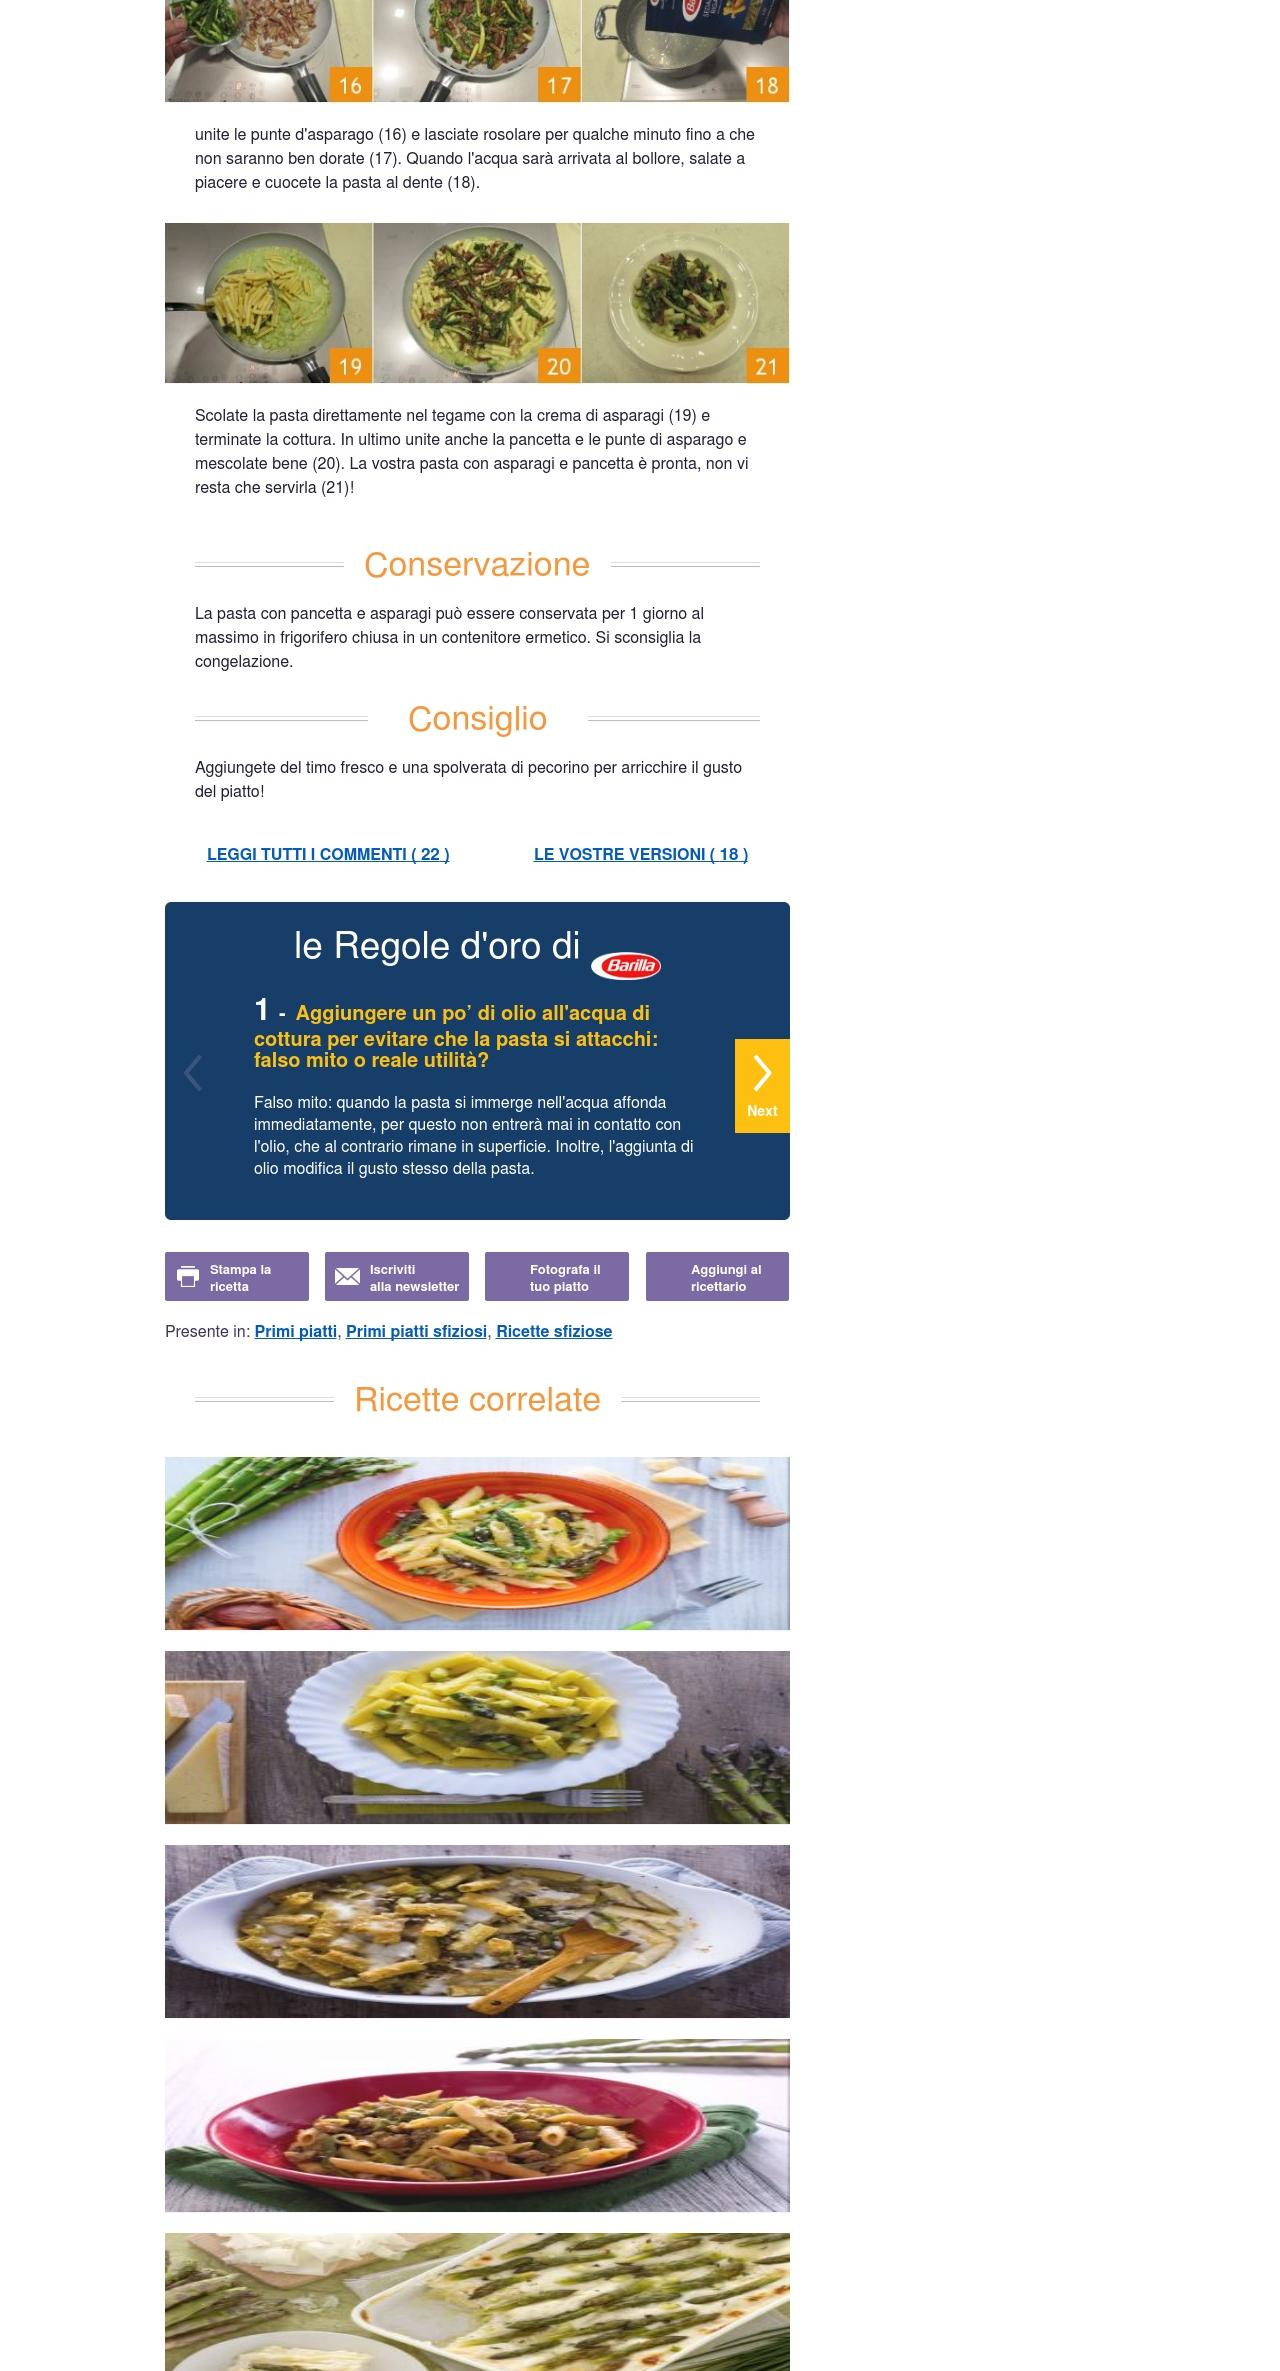 16
17
18
unite le punte d'asparago (16) e lasciate rosolare per qualche minuto fino a che
non saranno ben dorate (17). Quando l'acqua sarà arrivata al bollore, salate a
piacere e cuocete la pasta al dente (18).
19
20
21
Scolate la pasta direttamente nel tegame con la crema di asparagi (19) e
terminate la cottura. In ultimo unite anche la pancetta e le punte di asparago e
mescolate bene (20). La vostra pasta con asparagi e pancetta è pronta, non vi
resta che servirla (21)!
Conservazione
La pasta con pancetta e asparagi può essere conservata per 1 giorno al
massimo in frigorifero chiusa in un contenitore ermetico. Si sconsiglia la
congelazione.
Consiglio
Aggiungete del timo fresco e una spolverata di pecorino per arricchire il gusto
del piatto!
LEGGI TUTTI I COMMENTI ( 22 )
LE VOSTRE VERSIONI ( 18 )
le Regole d'oro di Barilla
1 - Aggiungere un po’ di olio all'acqua di
cottura per evitare che la pasta si attacchi:
falso mito o reale utilità?
Falso mito: quando la pasta si immerge nell'acqua affonda
immediatamente, per questo non entrerà mai in contatto con
l'olio, che al contrario rimane in superficie. Inoltre, l'aggiunta di
olio modifica il gusto stesso della pasta.
Next
Stampa la
ricetta
Iscriviti
alla newsletter
Fotografa il
tuo piatto
Aggiungi al
ricettario
Presente in: Primi piatti, Primi piatti sfiziosi, Ricette sfiziose
Ricette correlate